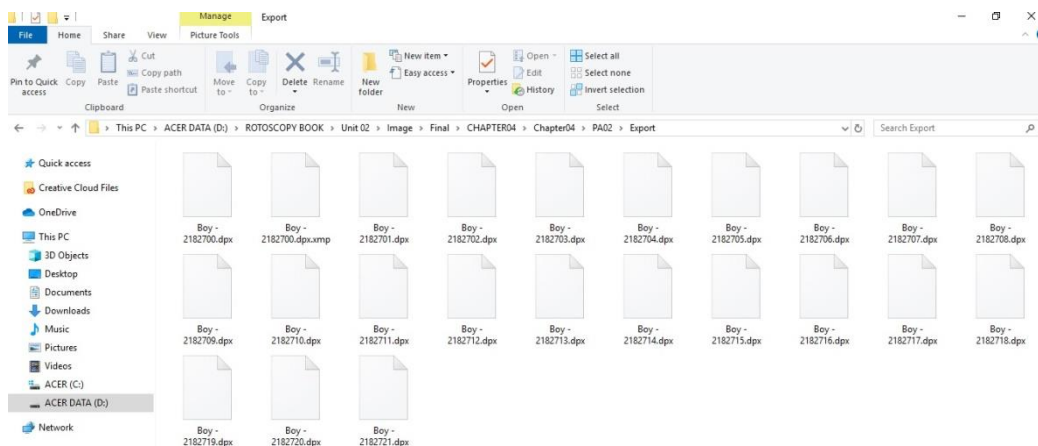 Manage Export
File Home Share View Picture Tools
Pin to Quick access
Copy
Paste
Cut
Copy path
Paste shortcut
Clipboard
Move to
Copy to
Delete
Rename
Organize
New folder
New item
Easy access
New
Properties
Open
Edit
History
Open
Select all
Select none
Invert selection
Select
This PC > ACER DATA (D:) > ROTOSCOPY BOOK > Unit 02 > Image > Final > CHAPTER04 > Chapter04 > PA02 > Export
Search Export
Quick access
Creative Cloud Files
OneDrive
This PC
3D Objects
Desktop
Documents
Downloads
Music
Pictures
Videos
ACER (C:)
ACER DATA (D:)
Network
Boy -
2182700.dpx
Boy -
2182700.dpx.xmp
Boy -
2182701.dpx
Boy -
2182702.dpx
Boy -
2182703.dpx
Boy -
2182704.dpx
Boy -
2182705.dpx
Boy -
2182706.dpx
Boy -
2182707.dpx
Boy -
2182708.dpx
Boy -
2182709.dpx
Boy -
2182710.dpx
Boy -
2182711.dpx
Boy -
2182712.dpx
Boy -
2182713.dpx
Boy -
2182714.dpx
Boy -
2182715.dpx
Boy -
2182716.dpx
Boy -
2182717.dpx
Boy -
2182718.dpx
Boy -
2182719.dpx
Boy -
2182720.dpx
Boy -
2182721.dpx